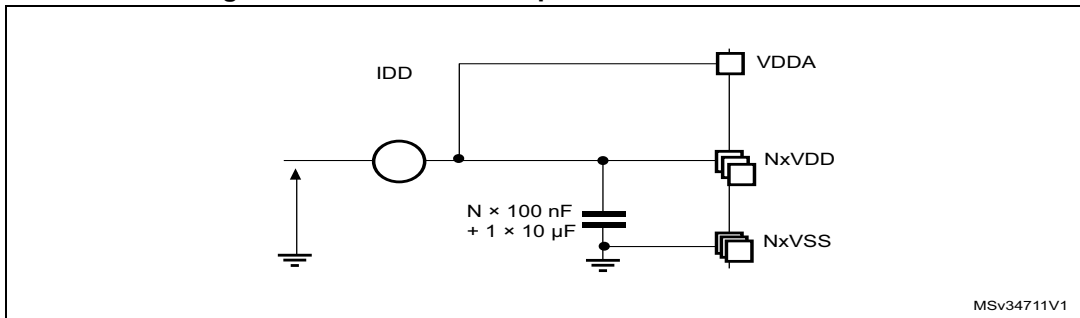 IDD
VDDA
NxVDD
N × 100 nF
+ 1 × 10 µF
NxVSS
MSv34711V1